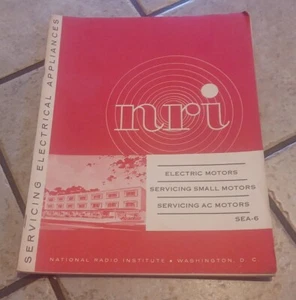 SERVICING ELECTRICAL APPLIANCES
nri
ELECTRIC MOTORS
SERVICING SMALL MOTORS
SERVICING AC MOTORS
SEA-6
NATIONAL RADIO INSTITUTE • WASHINGTON, D. C.